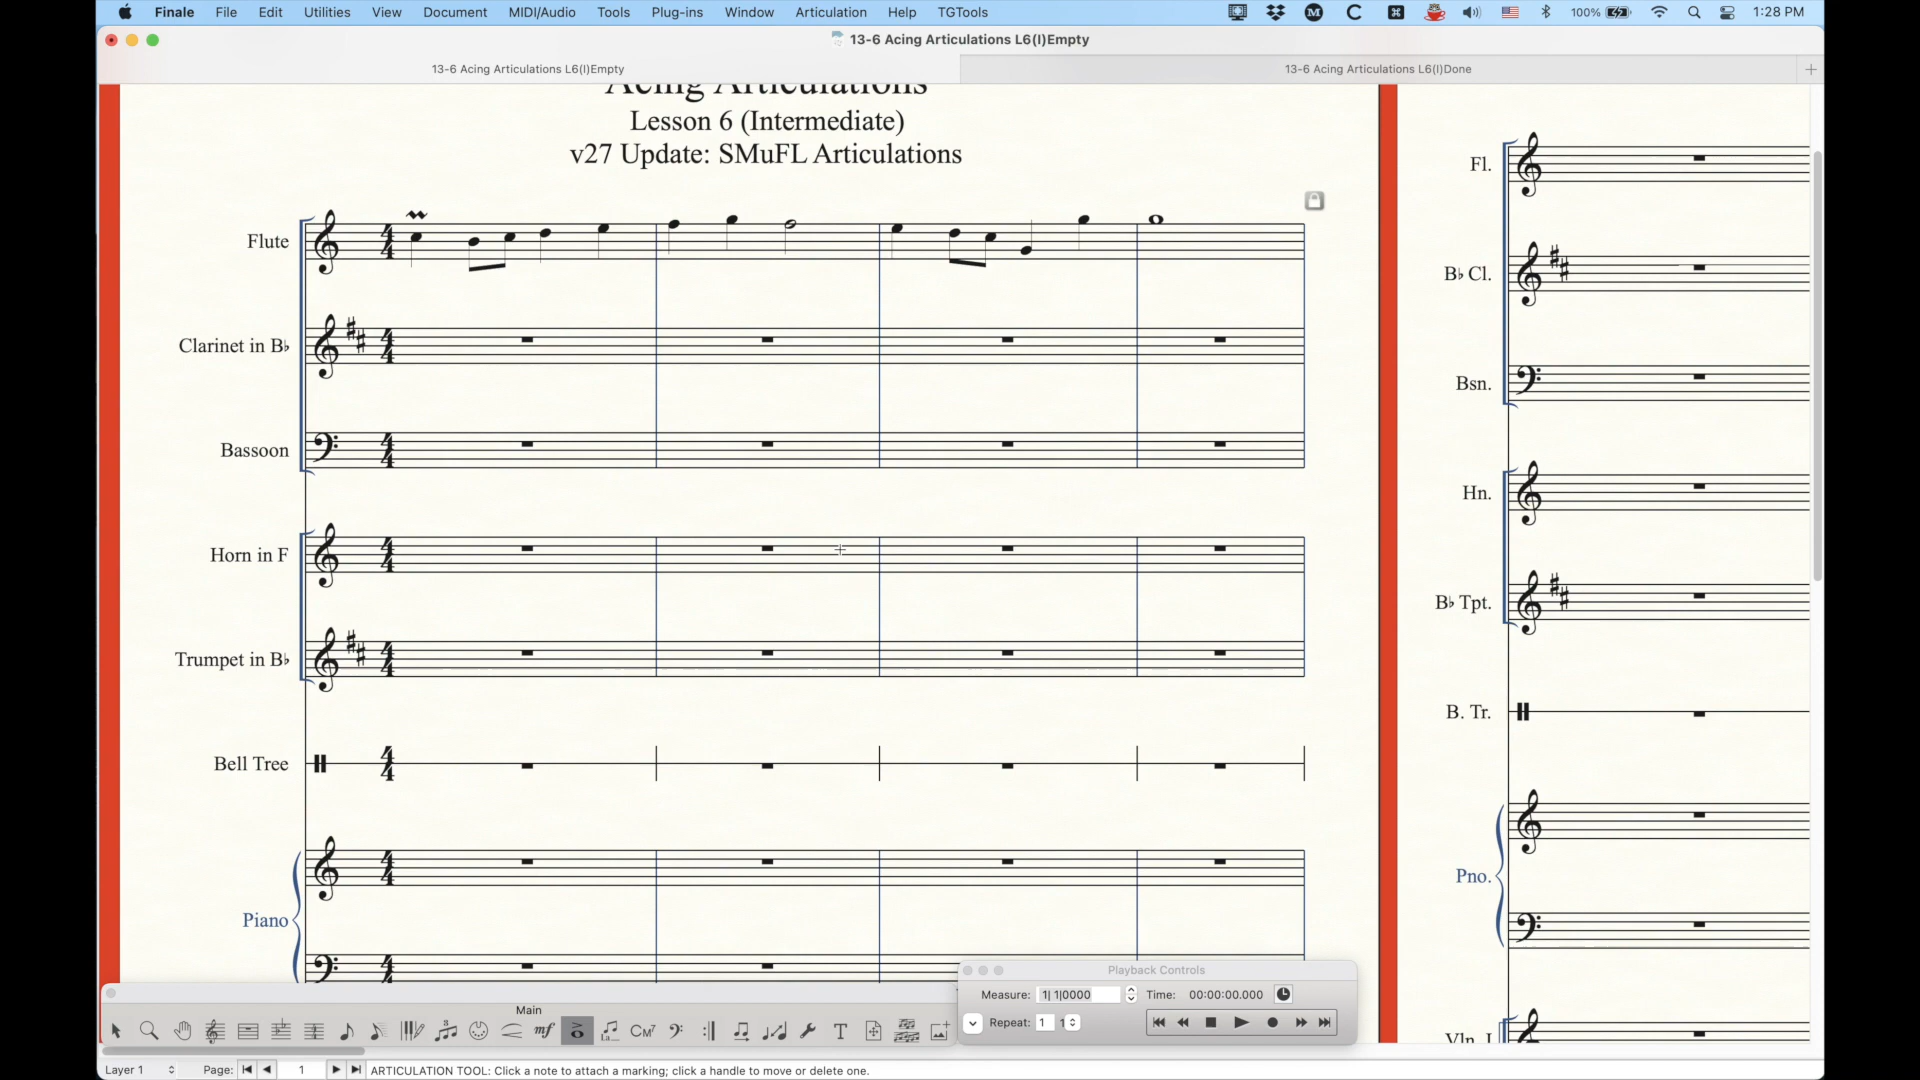 Finale File Edit Utilities View Document MIDI/Audio Tools Plug-ins Window Articulation Help TGTools 100% 1:28 PM
13-6 Acing Articulations L6(I)Empty
13-6 Acing Articulations L6(I)Empty 13-6 Acing Articulations L6(I)Done
Acing Articulations
Lesson 6 (Intermediate)
v27 Update: SMuFL Articulations
Flute
Clarinet in B♭
Bassoon
Horn in F
Trumpet in B♭
Bell Tree
Piano
Fl.
B♭ Cl.
Bsn.
Hn.
B♭ Tpt.
B. Tr.
Pno.
Vln. I
Playback Controls
Measure: 1| 1|0000 Time: 00:00:00.000
Repeat: 1 1
Main
Layer 1 Page: 1 ARTICULATION TOOL: Click a note to attach a marking; click a handle to move or delete one.